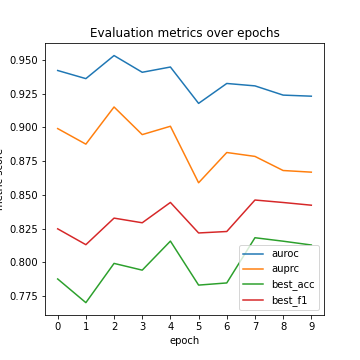 Evaluation metrics over epochs
0.950
0.925
0.900
0.875
0.850
0.825
0.800
0.775
auroc
auprc
best_acc
best_f1
0 1 2 3 4 5 6 7 8 9
epoch